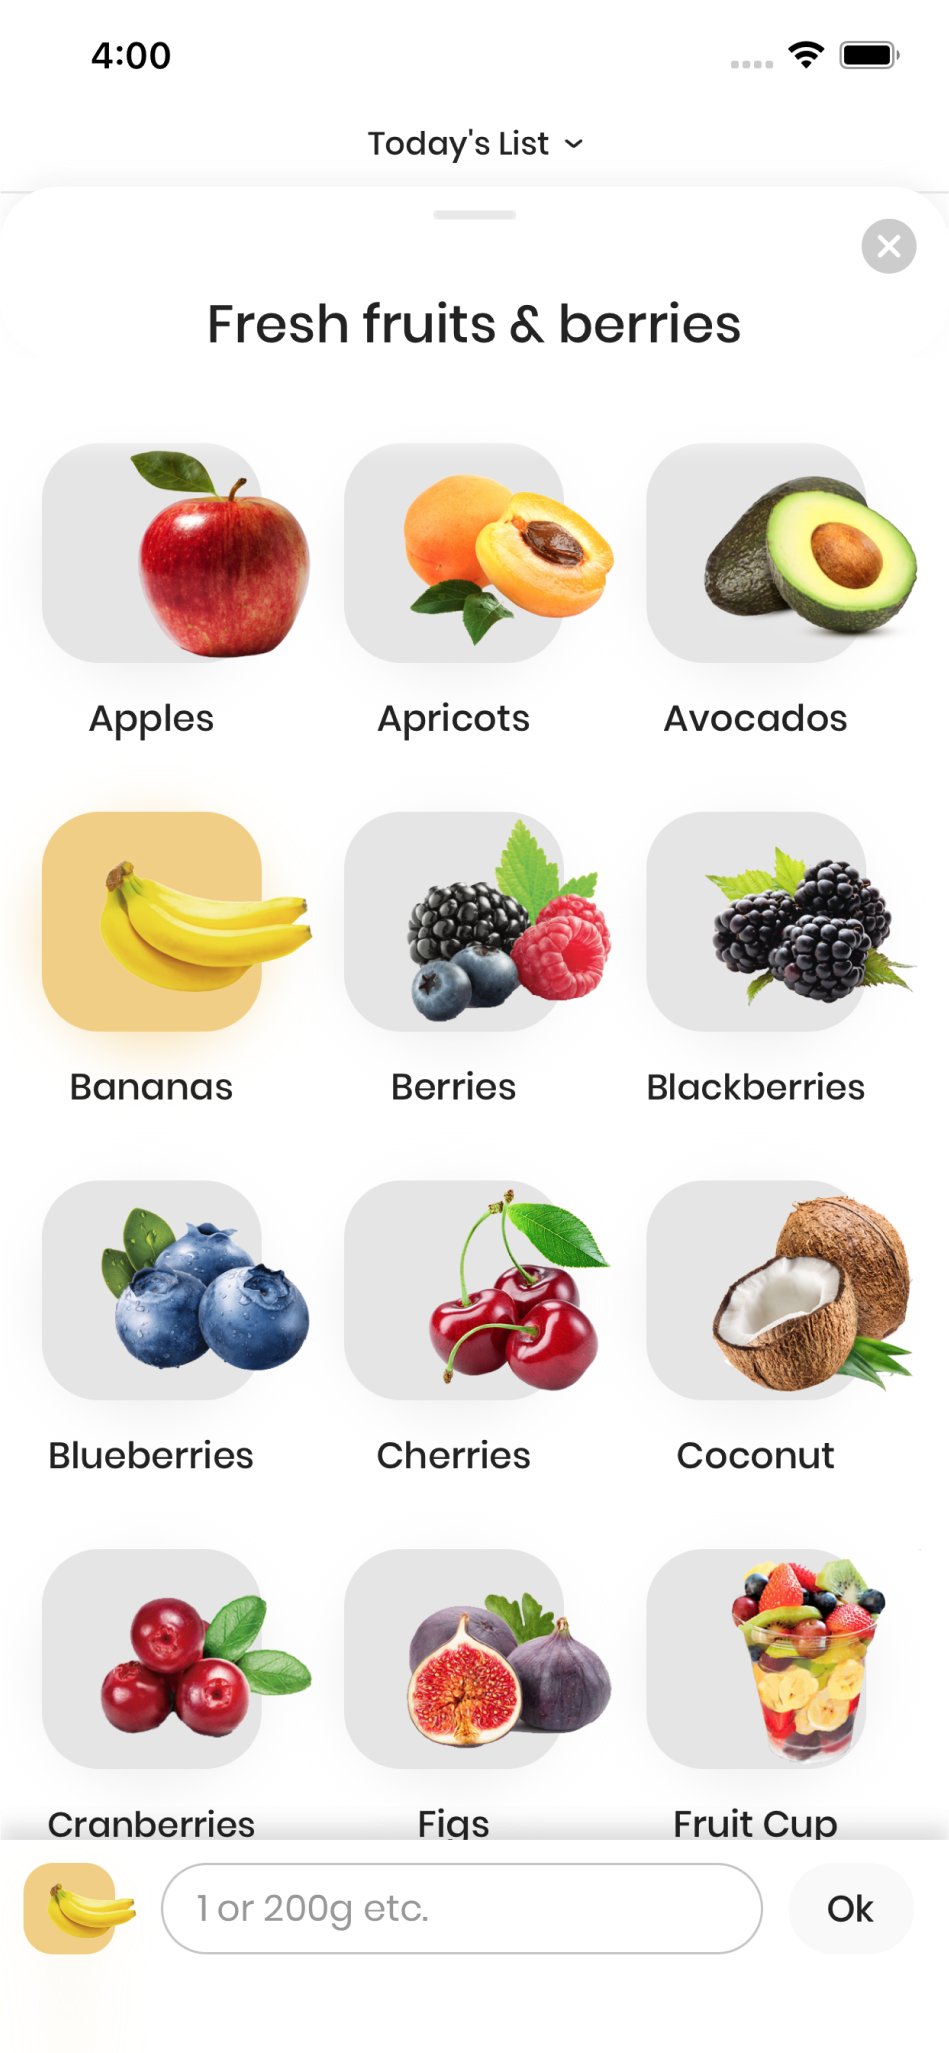 4:00
Today's List
Fresh fruits & berries
Apples
Apricots
Avocados
Bananas
Berries
Blackberries
Blueberries
Cherries
Coconut
Cranberries
Figs
Fruit Cup
1 or 200g etc.
Ok